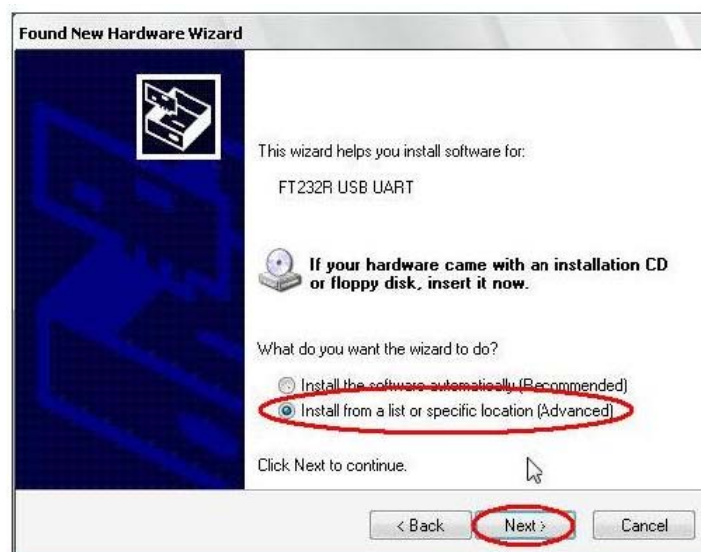 Found New Hardware Wizard
This wizard helps you install software for:
FT232R USB UART
If your hardware came with an installation CD
or floppy disk, insert it now.
What do you want the wizard to do?
Install the software automatically (Recommended)
Install from a list or specific location (Advanced)
Click Next to continue.
< Back
Next >
Cancel